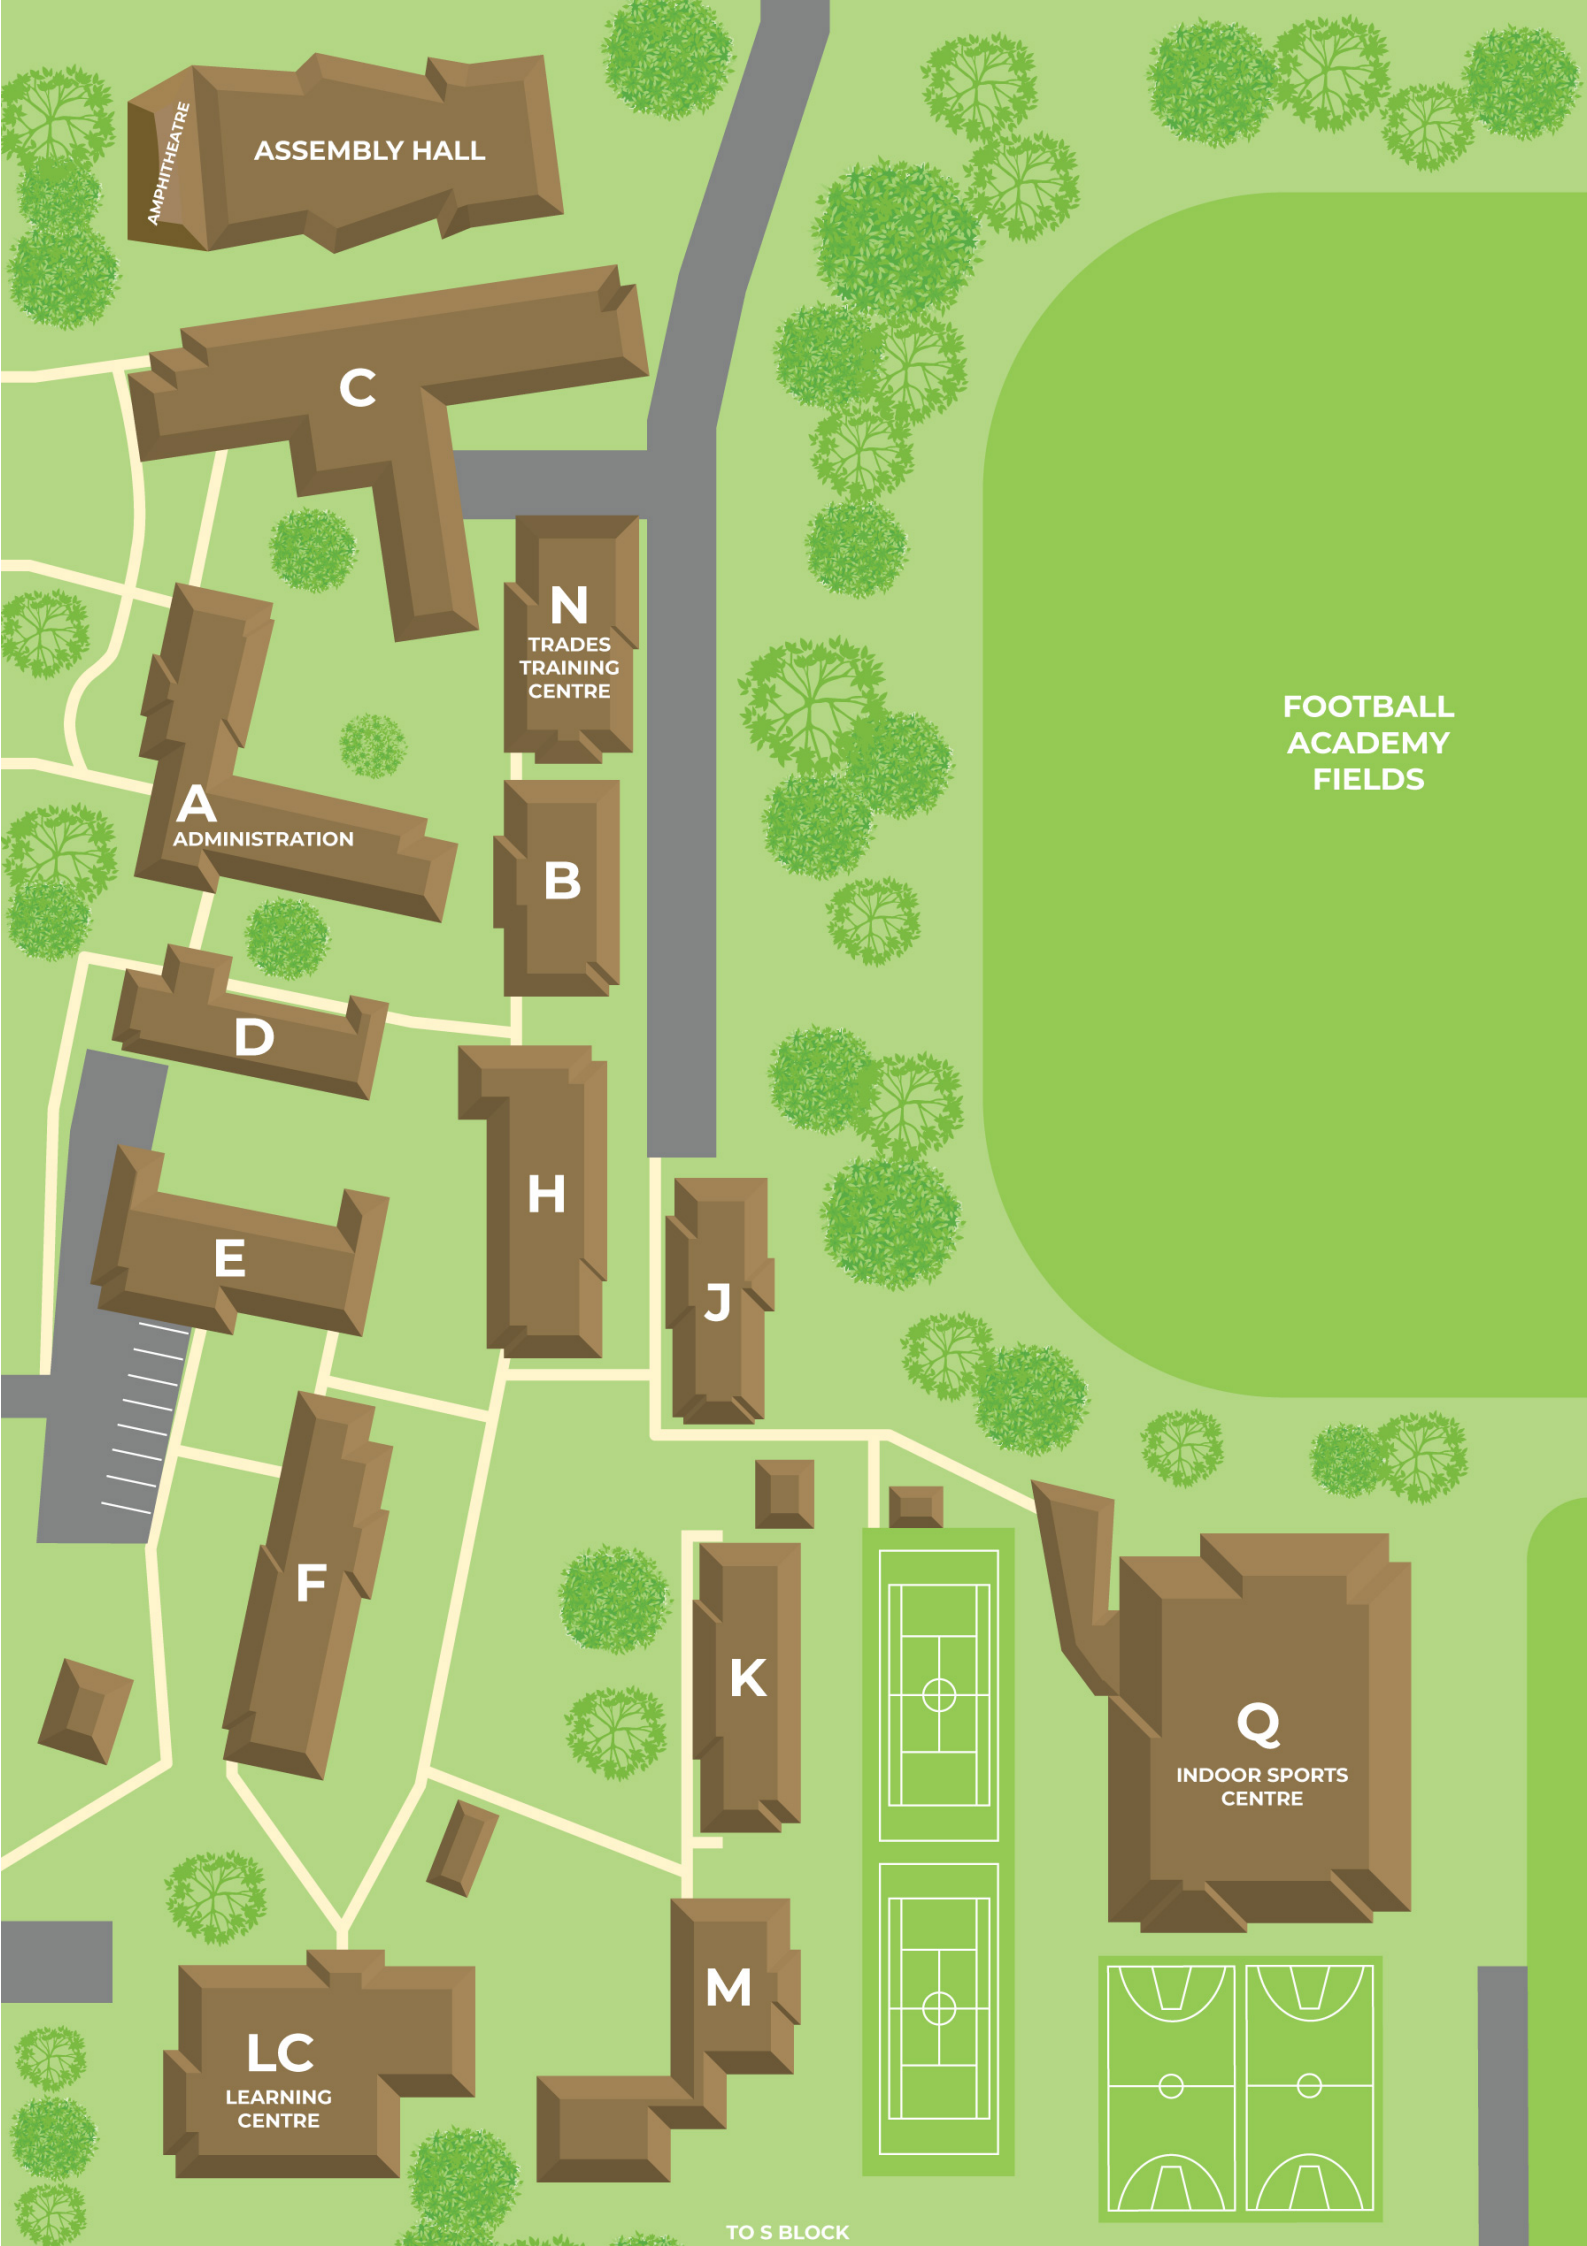 AMPHITHEATRE
ASSEMBLY HALL
C
N
TRADES
TRAINING
CENTRE
FOOTBALL
ACADEMY
FIELDS
A
ADMINISTRATION
B
D
H
E
J
F
K
Q
INDOOR SPORTS
CENTRE
M
LC
LEARNING
CENTRE
TO S BLOCK